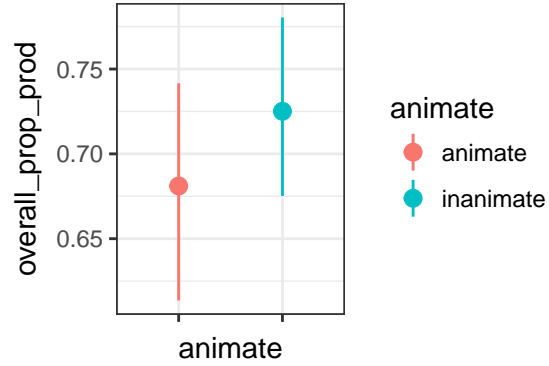 overall_prop_prod
0.75
0.70
0.65
animate
animate
animate
inanimate